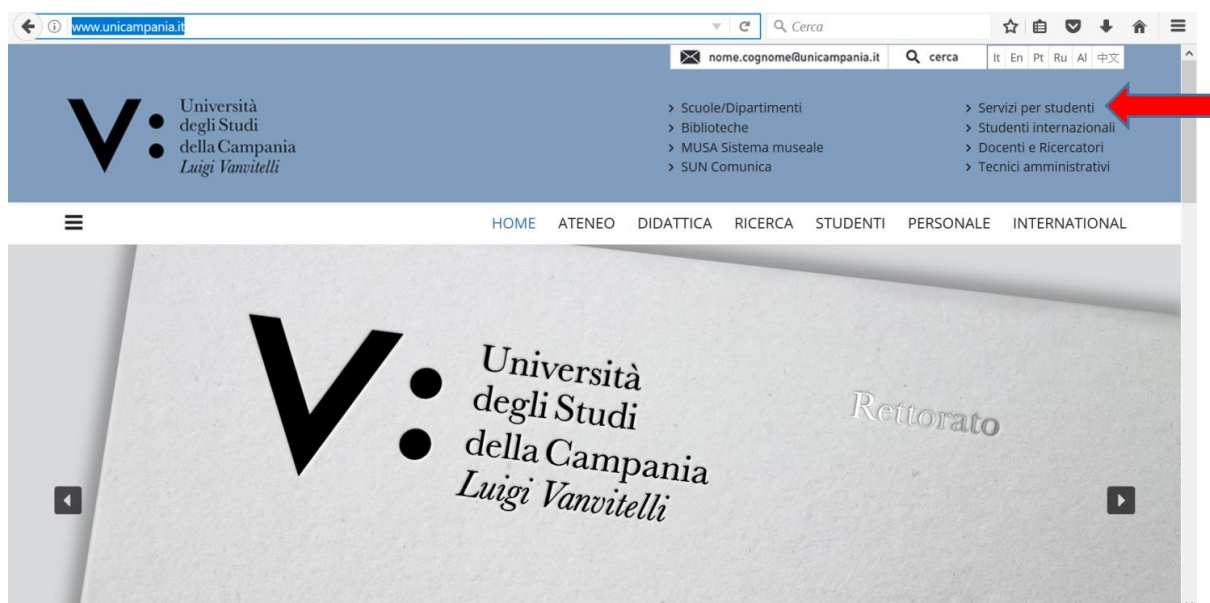 www.unicampania.it
Cerca
nome.cognome@unicampania.it
cerca
It En Pt Ru Al 中文
Università
degli Studi
della Campania
Luigi Vanvitelli
> Scuole/Dipartimenti
> Biblioteche
> MUSA Sistema museale
> SUN Comunica
> Servizi per studenti
> Studenti internazionali
> Docenti e Ricercatori
> Tecnici amministrativi
HOME ATENEO DIDATTICA RICERCA STUDENTI PERSONALE INTERNATIONAL
V:
Università
degli Studi
della Campania
Luigi Vanvitelli
Rettorato